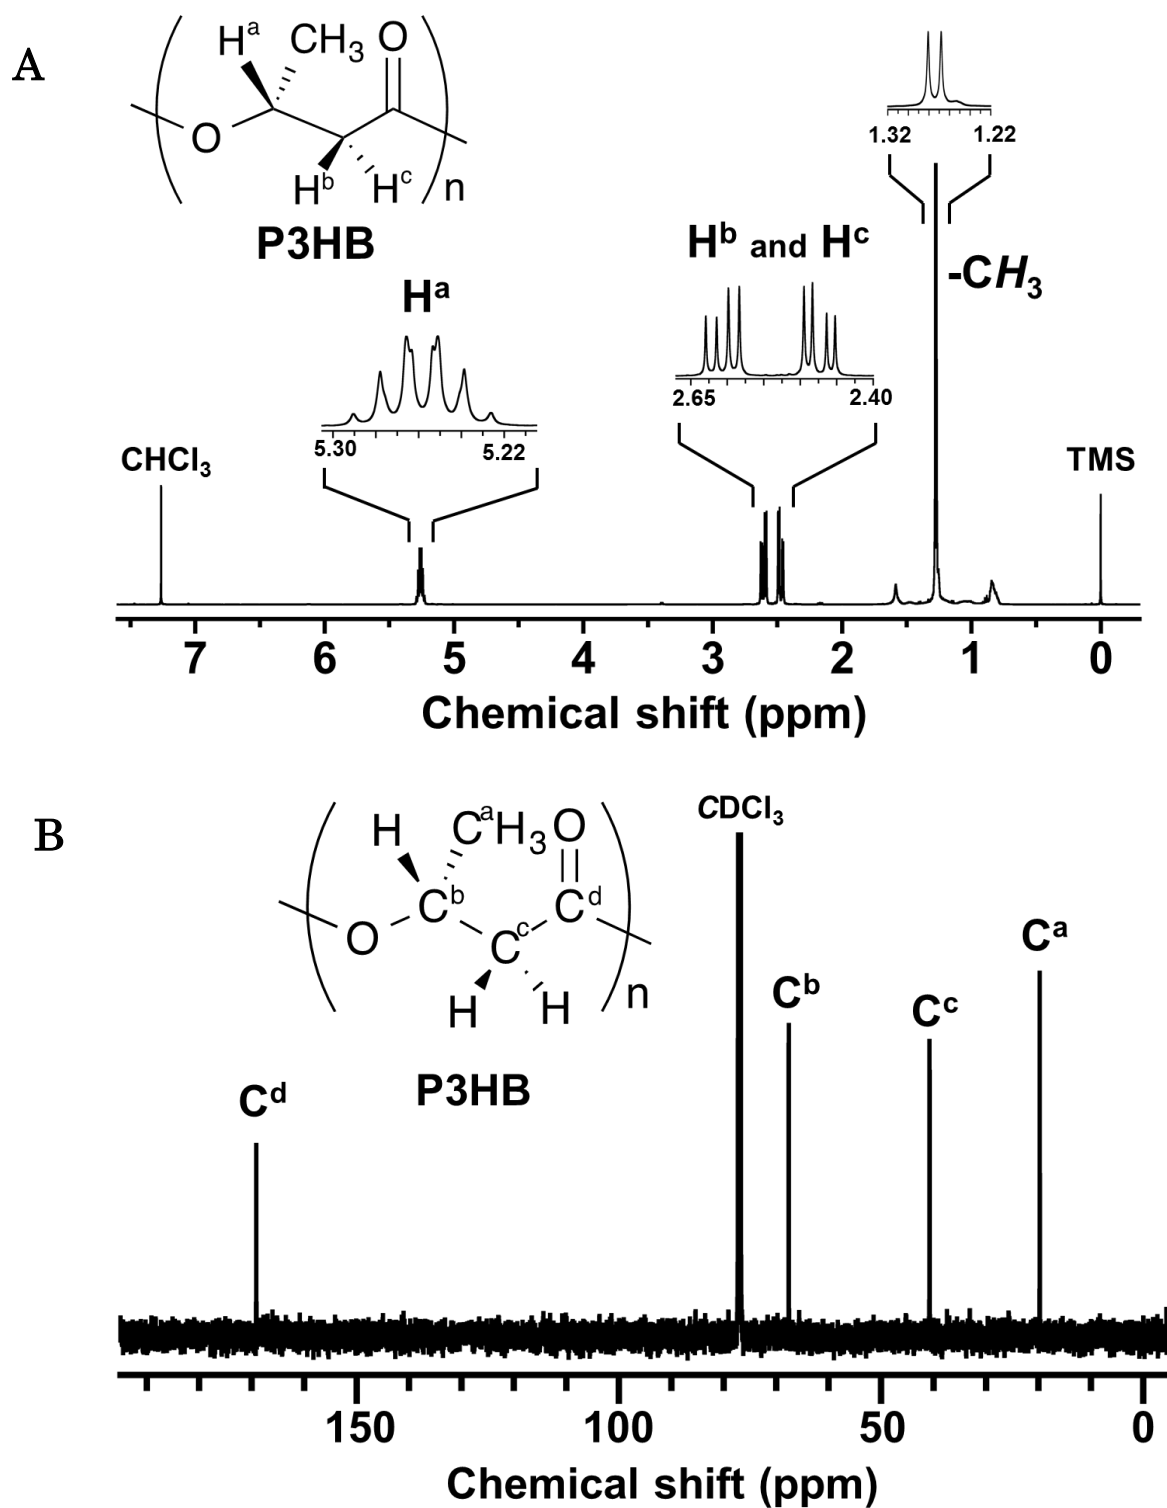 A
Hᵃ CH₃ O
O
Hᵇ Hᶜ n
P3HB
1.32 1.22
Hᵇ and Hᶜ
-CH₃
Hᵃ
2.65 2.40
5.30 5.22
CHCl₃
TMS
7 6 5 4 3 2 1 0
Chemical shift (ppm)
B
CDCl₃
H CᵃH₃ O
Cᵇ Cᵈ
O Cᶜ
H H n
P3HB
Cᵃ
Cᵇ
Cᶜ
Cᵈ
150 100 50 0
Chemical shift (ppm)